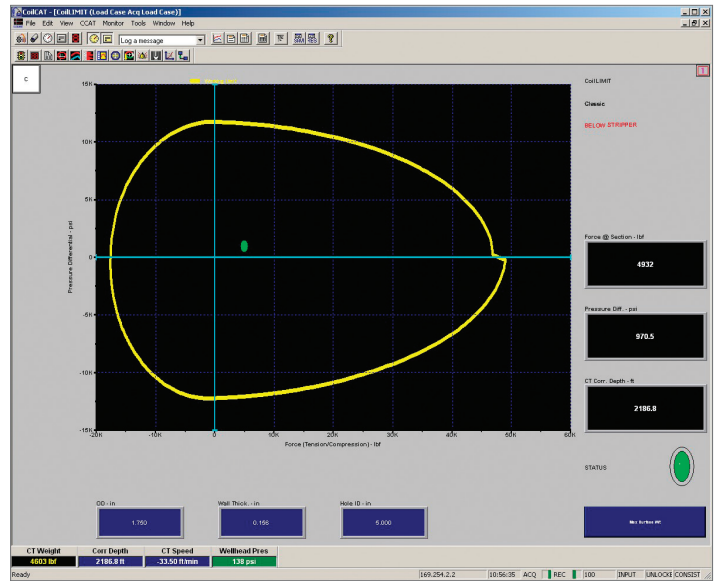 CoilCAT - [CoilLIMIT (Load Case Acq Load Case)]
File Edit View CCAT Monitor Tools Window Help
Log a message
C
1
CoilLIMIT
Classic
BELOW STRIPPER
15K
10K
5K
0
-5K
-10K
-15K
Pressure Differential - psi
-20K -10K 0 10K 20K 30K 40K 50K 60K
Force (Tension/Compression) - lbf
Force @ Section - lbf
4932
Pressure Diff. - psi
970.5
CT Corr. Depth - ft
2186.8
STATUS
OD - in
1.750
Wall Thick. - in
0.156
Hole ID - in
5.000
CT Weight Corr Depth CT Speed Wellhead Pres
4603 lbf 2186.8 ft -33.50 ft/min 138 psi
Ready 169.254.2.2 10:56:35 ACQ REC 100 INPUT UNLOCKE CONSIST